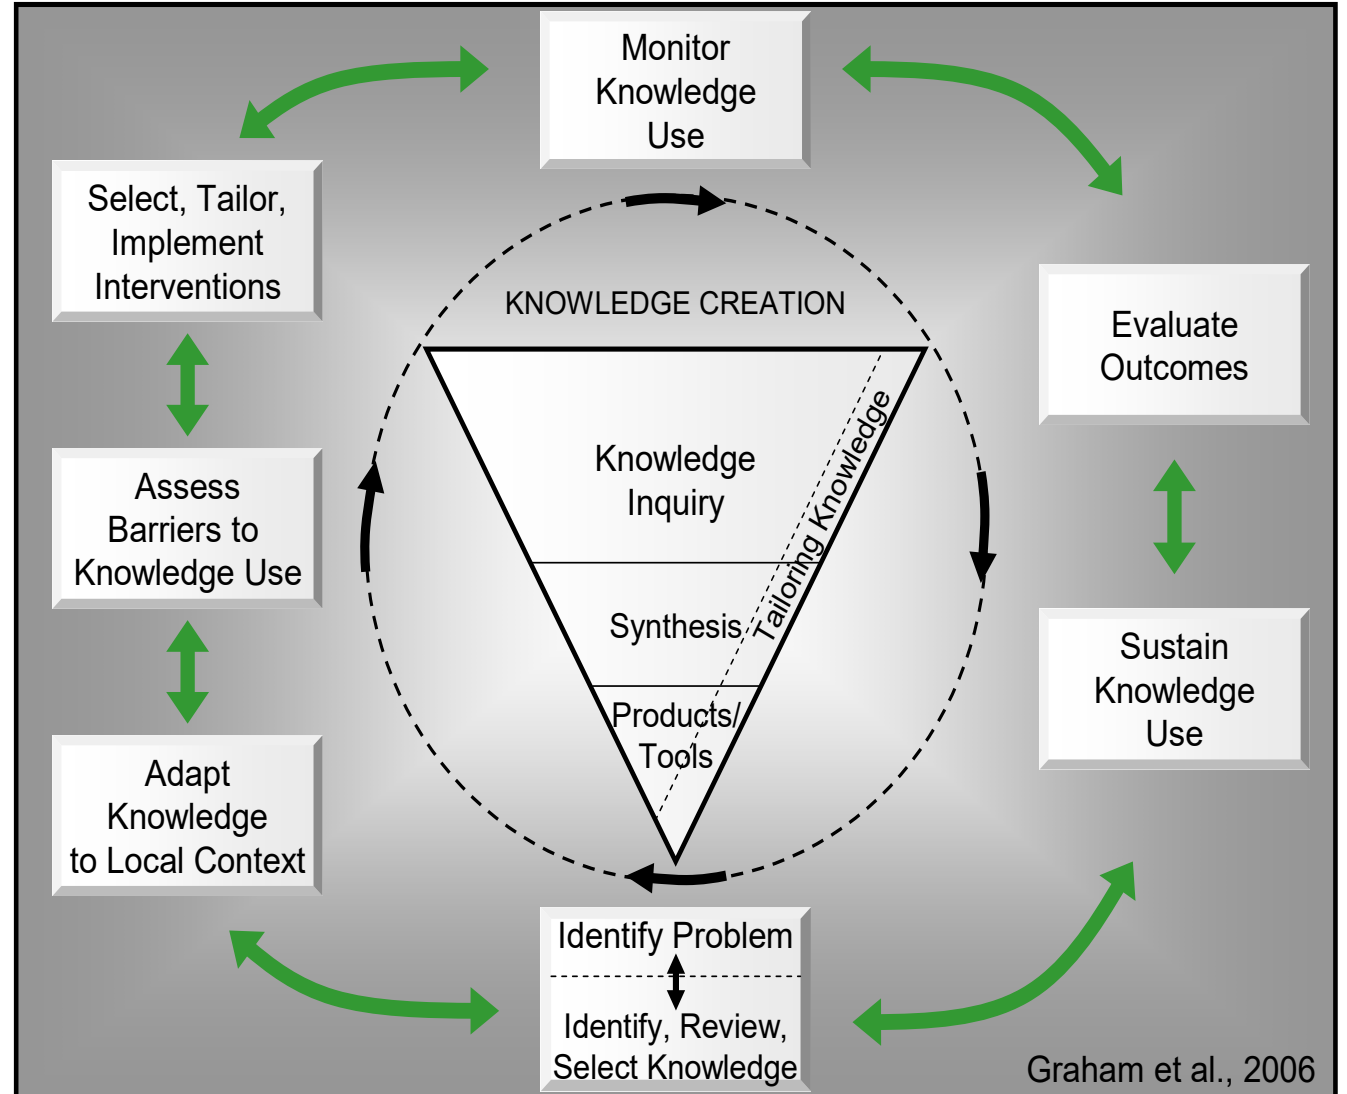 Monitor
Knowledge
Use
Select, Tailor,
Implement
Interventions
KNOWLEDGE CREATION
Evaluate
Outcomes
Knowledge
Inquiry
Tailoring Knowledge
Assess
Barriers to
Knowledge Use
Synthesis
Sustain
Knowledge
Use
Products/
Tools
Adapt
Knowledge
to Local Context
Identify Problem
Identify, Review,
Select Knowledge
Graham et al., 2006